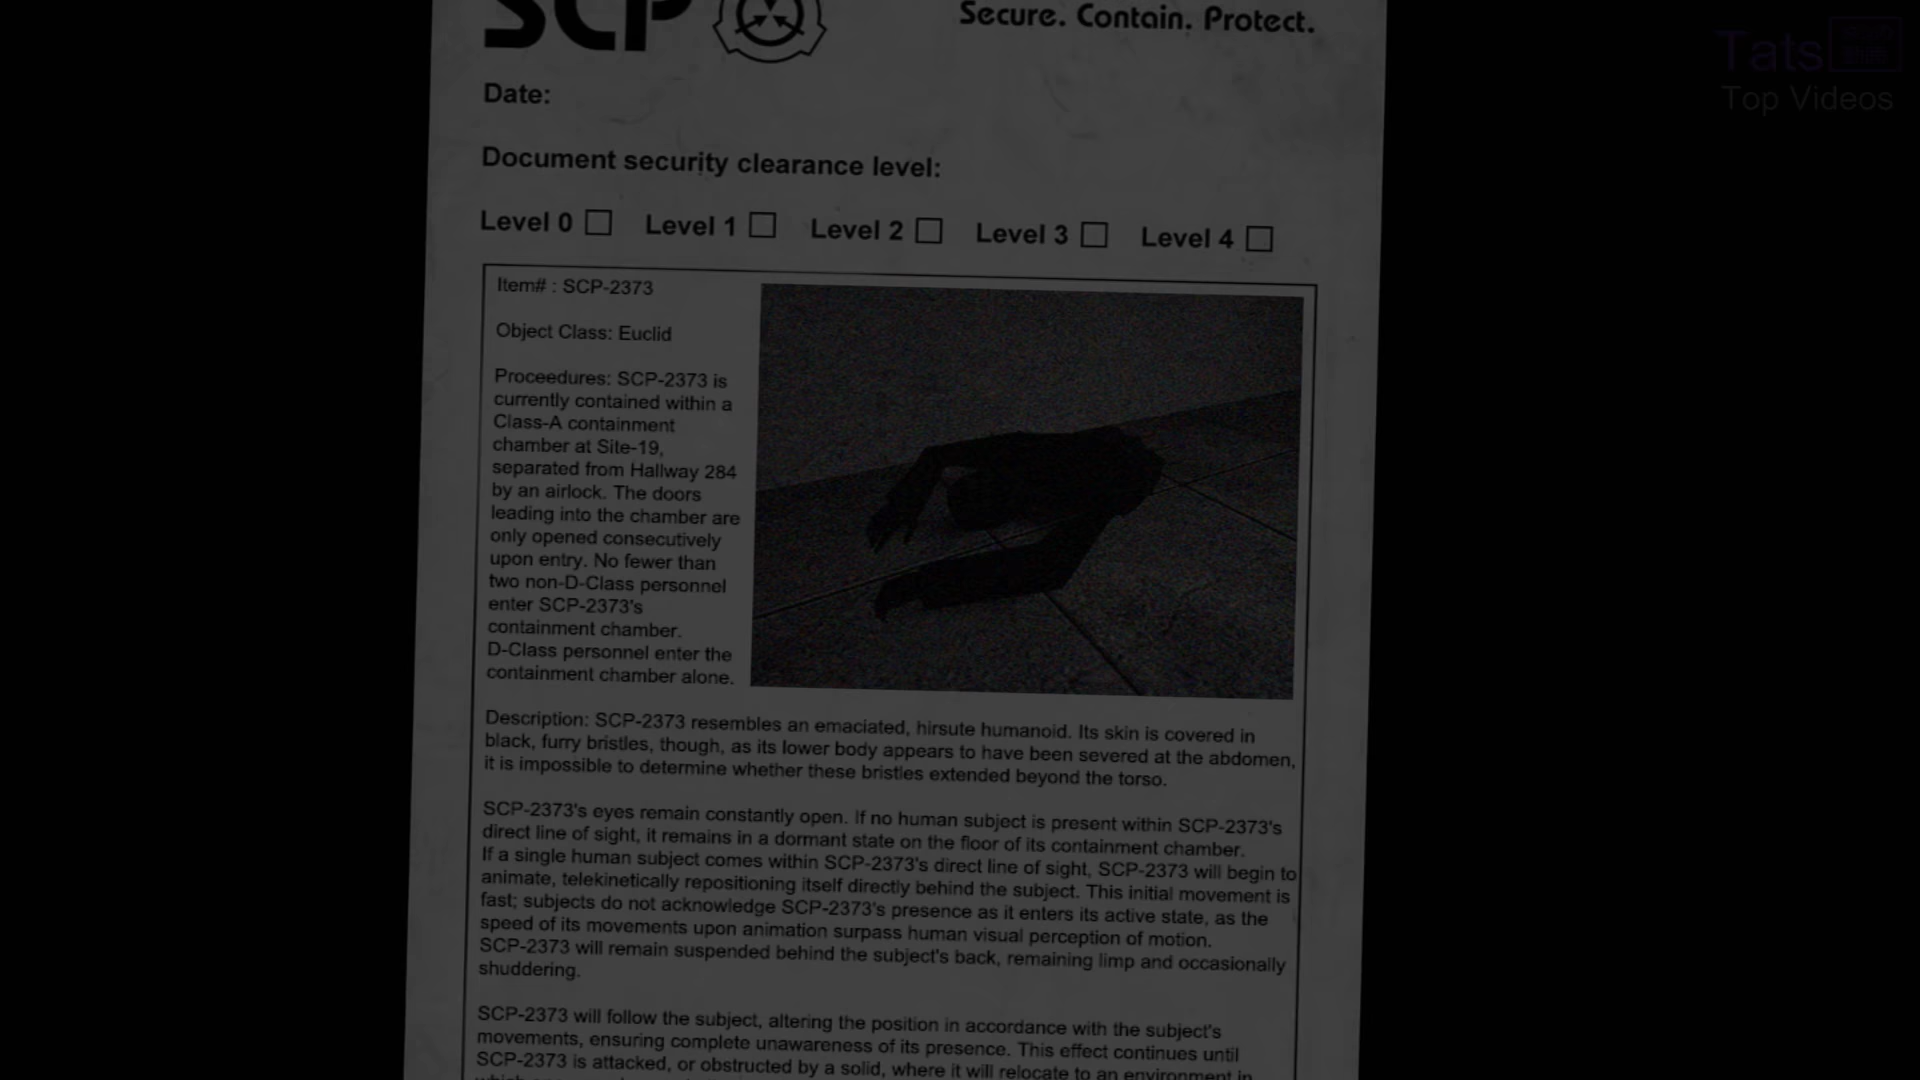 SCP
Secure. Contain. Protect.
Tats
Top Videos
Date:
Document security clearance level:
Level 0 Level 1 Level 2 Level 3 Level 4
Item# : SCP-2373
Object Class: Euclid
Proceedures: SCP-2373 is
currently contained within a
Class-A containment
chamber at Site-19,
separated from Hallway 284
by an airlock. The doors
leading into the chamber are
only opened consecutively
upon entry. No fewer than
two non-D-Class personnel
enter SCP-2373's
containment chamber.
D-Class personnel enter the
containment chamber alone.
Description: SCP-2373 resembles an emaciated, hirsute humanoid. Its skin is covered in
black, furry bristles, though, as its lower body appears to have been severed at the abdomen,
it is impossible to determine whether these bristles extended beyond the torso.
SCP-2373's eyes remain constantly open. If no human subject is present within SCP-2373's
direct line of sight, it remains in a dormant state on the floor of its containment chamber.
If a single human subject comes within SCP-2373's direct line of sight, SCP-2373 will begin to
animate, telekinetically repositioning itself directly behind the subject. This initial movement is
fast; subjects do not acknowledge SCP-2373's presence as it enters its active state, as the
speed of its movements upon animation surpass human visual perception of motion.
SCP-2373 will remain suspended behind the subject's back, remaining limp and occasionally
shuddering.
SCP-2373 will follow the subject, altering the position in accordance with the subject's
movements, ensuring complete unawareness of its presence. This effect continues until
SCP-2373 is attacked, or obstructed by a solid, where it will relocate to an environment in